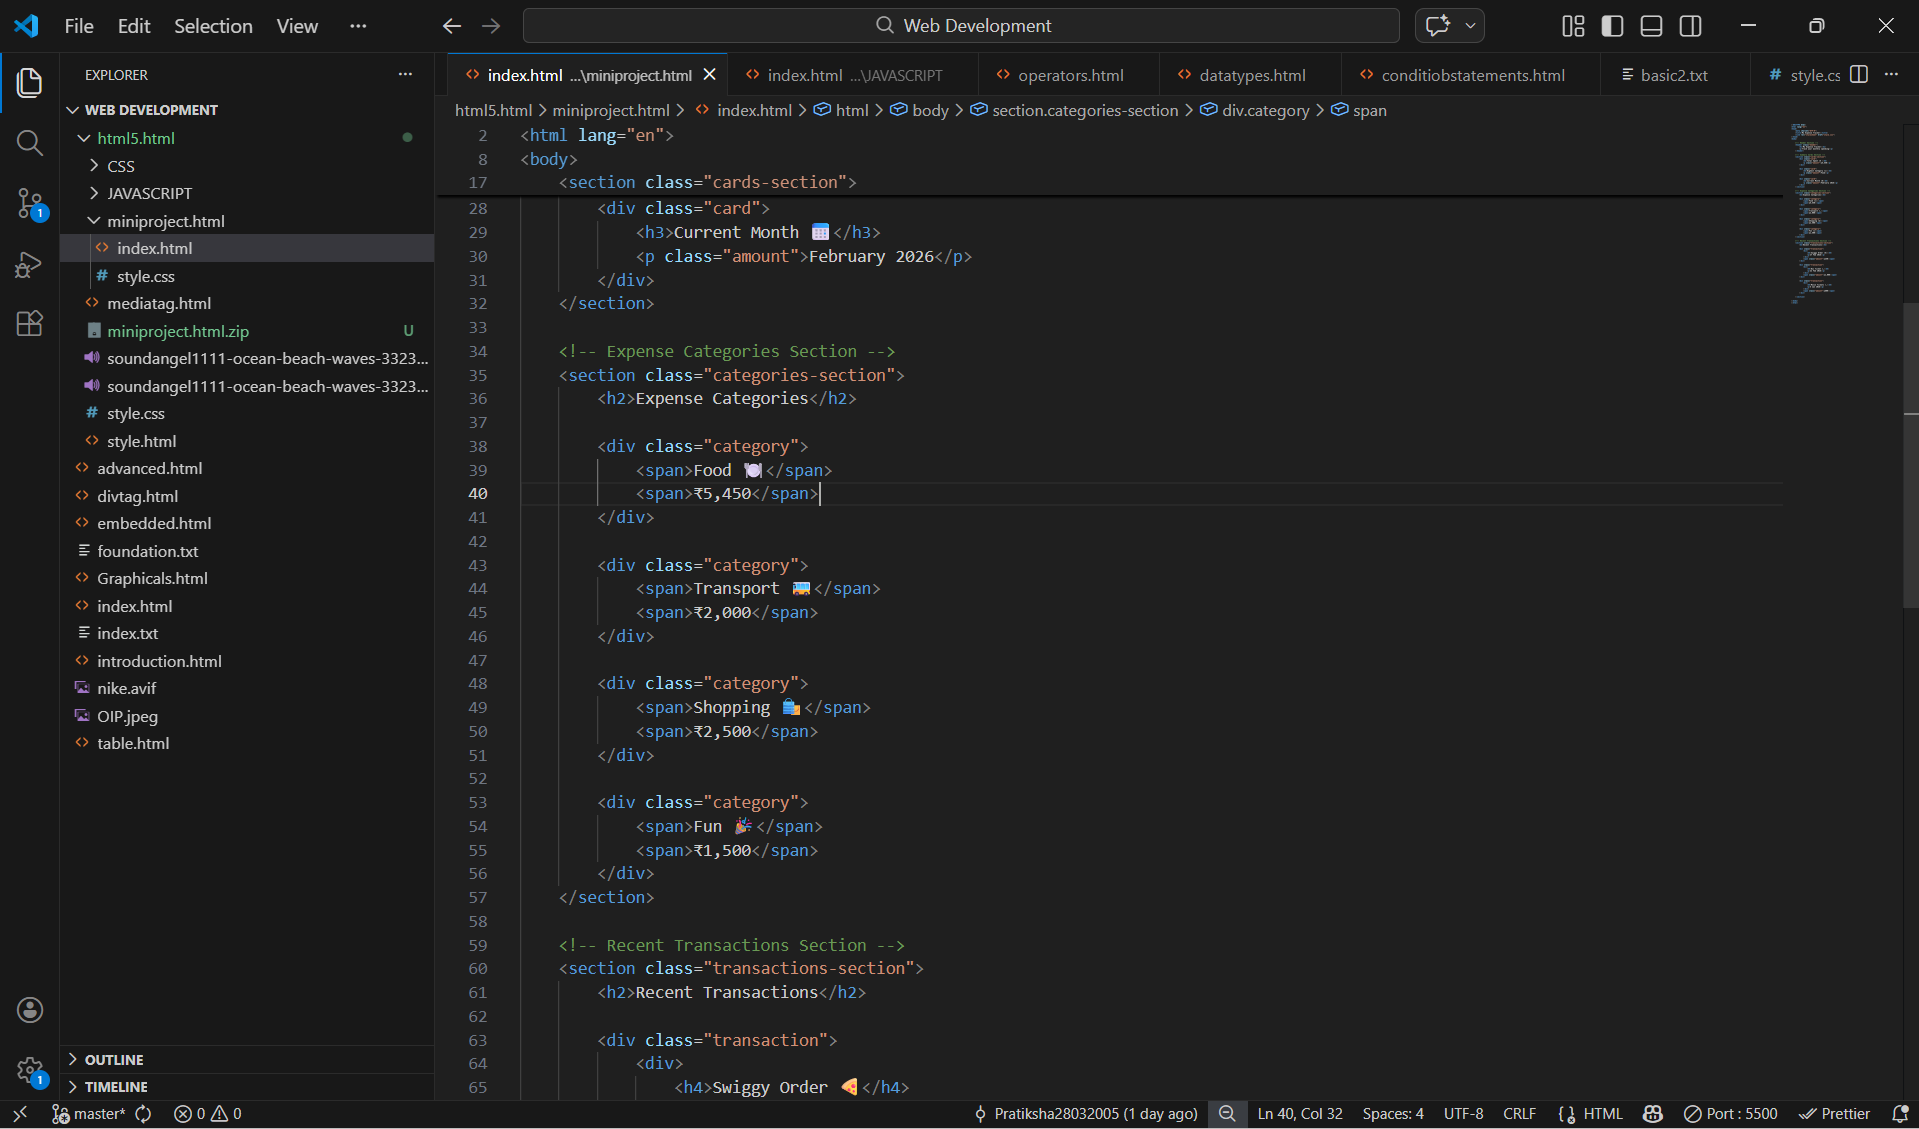 File Edit Selection View ···
Web Development
EXPLORER ···
WEB DEVELOPMENT
html5.html
CSS
JAVASCRIPT
miniproject.html
index.html
style.css
mediatag.html
miniproject.html.zip U
soundangel1111-ocean-beach-waves-3323...
soundangel1111-ocean-beach-waves-3323...
style.css
style.html
advanced.html
divtag.html
embedded.html
foundation.txt
Graphicals.html
index.html
index.txt
introduction.html
nike.avif
OIP.jpeg
table.html
OUTLINE
TIMELINE
1
1
index.html ...\miniproject.html index.html ...\JAVASCRIPT operators.html datatypes.html conditiobstatements.html basic2.txt style.cs ···
html5.html > miniproject.html > index.html > html > body > section.categories-section > div.category > span
2 <html lang="en">
8 <body>
17 <section class="cards-section">
28 <div class="card">
29 <h3>Current Month 📅</h3>
30 <p class="amount">February 2026</p>
31 </div>
32 </section>
33
34 <!-- Expense Categories Section -->
35 <section class="categories-section">
36 <h2>Expense Categories</h2>
37
38 <div class="category">
39 <span>Food 🍽️</span>
40 <span>₹5,450</span>
41 </div>
42
43 <div class="category">
44 <span>Transport 🚌</span>
45 <span>₹2,000</span>
46 </div>
47
48 <div class="category">
49 <span>Shopping 🛍️</span>
50 <span>₹2,500</span>
51 </div>
52
53 <div class="category">
54 <span>Fun 🎉</span>
55 <span>₹1,500</span>
56 </div>
57 </section>
58
59 <!-- Recent Transactions Section -->
60 <section class="transactions-section">
61 <h2>Recent Transactions</h2>
62
63 <div class="transaction">
64 <div>
65 <h4>Swiggy Order 🍕</h4>
master* 0 0 Pratiksha28032005 (1 day ago) Ln 40, Col 32 Spaces: 4 UTF-8 CRLF HTML Port : 5500 Prettier